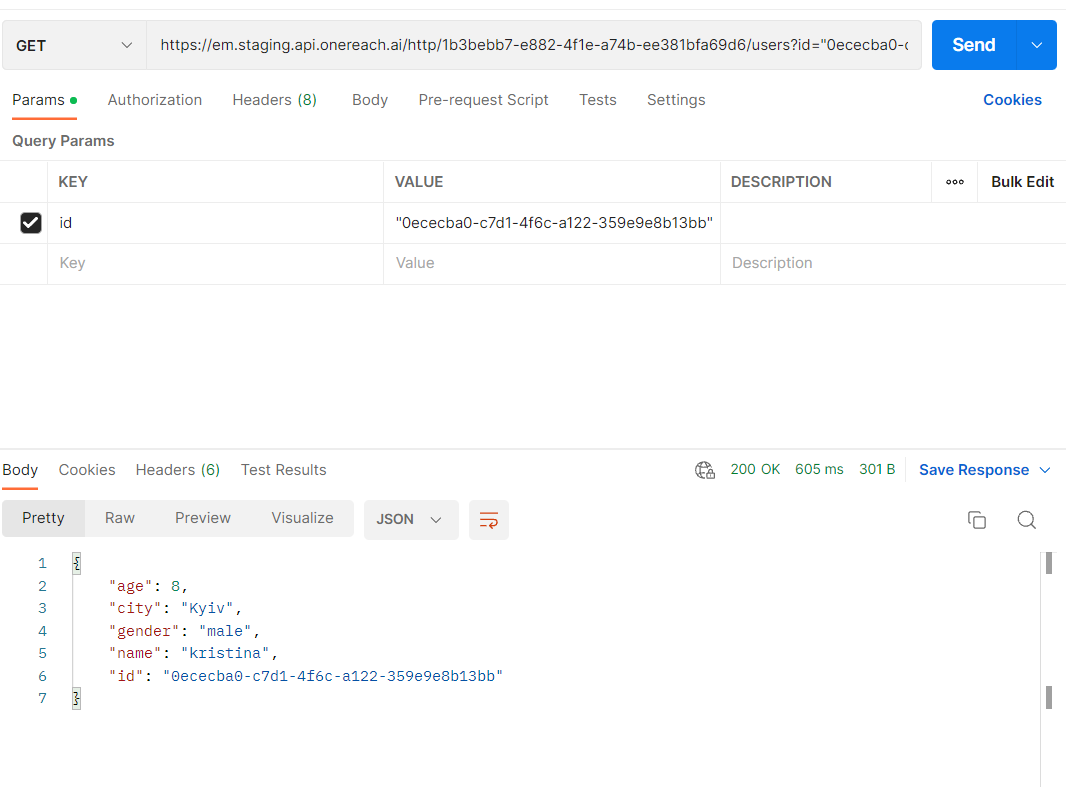 GET https://em.staging.api.onereach.ai/http/1b3bebb7-e882-4f1e-a74b-ee381bfa69d6/users?id="0ececba0-c Send
Params Authorization Headers (8) Body Pre-request Script Tests Settings Cookies
Query Params
KEY VALUE DESCRIPTION ooo Bulk Edit
id "0ececba0-c7d1-4f6c-a122-359e9e8b13bb"
Key Value Description
Body Cookies Headers (6) Test Results 200 OK 605 ms 301 B Save Response
Pretty Raw Preview Visualize JSON
1 {
2 "age": 8,
3 "city": "Kyiv",
4 "gender": "male",
5 "name": "kristina",
6 "id": "0ececba0-c7d1-4f6c-a122-359e9e8b13bb"
7 }